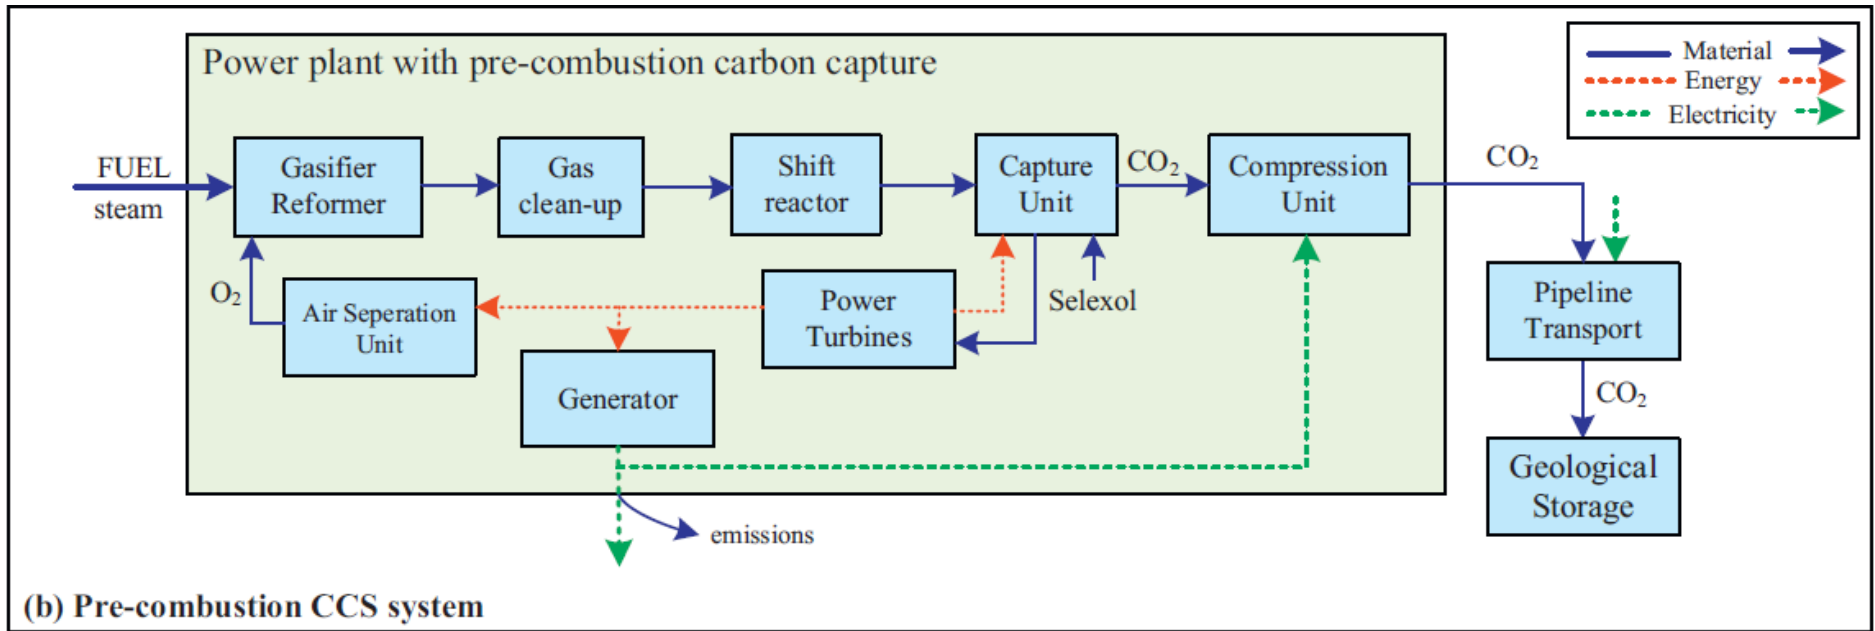 Power plant with pre-combustion carbon capture
Material
Energy
Electricity
FUEL
steam
Gasifier
Reformer
Gas
clean-up
Shift
reactor
Capture
Unit
CO₂
Compression
Unit
CO₂
O₂
Air Seperation
Unit
Power
Turbines
Selexol
Generator
Pipeline
Transport
CO₂
Geological
Storage
emissions
(b) Pre-combustion CCS system